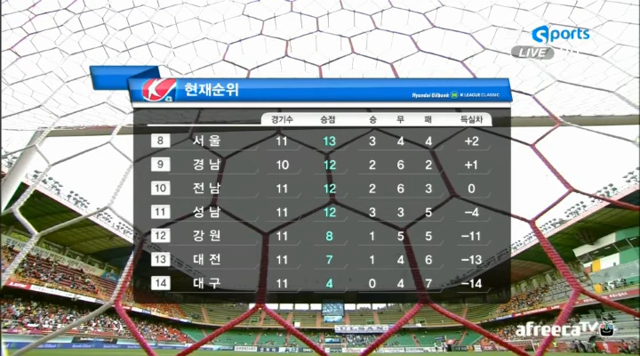 Sports
LIVE
현재순위
Hyundai Oilbank K LEAGUE CLASSIC
경기수 승점 승 무 패 득실차
8 서울 11 13 3 4 4 +2
9 경남 10 12 2 6 2 +1
10 전남 11 12 2 6 3 0
11 성남 11 12 3 3 5 -4
12 강원 11 8 1 5 5 -11
13 대전 11 7 1 4 6 -13
14 대구 11 4 0 4 7 -14
afreecaTV